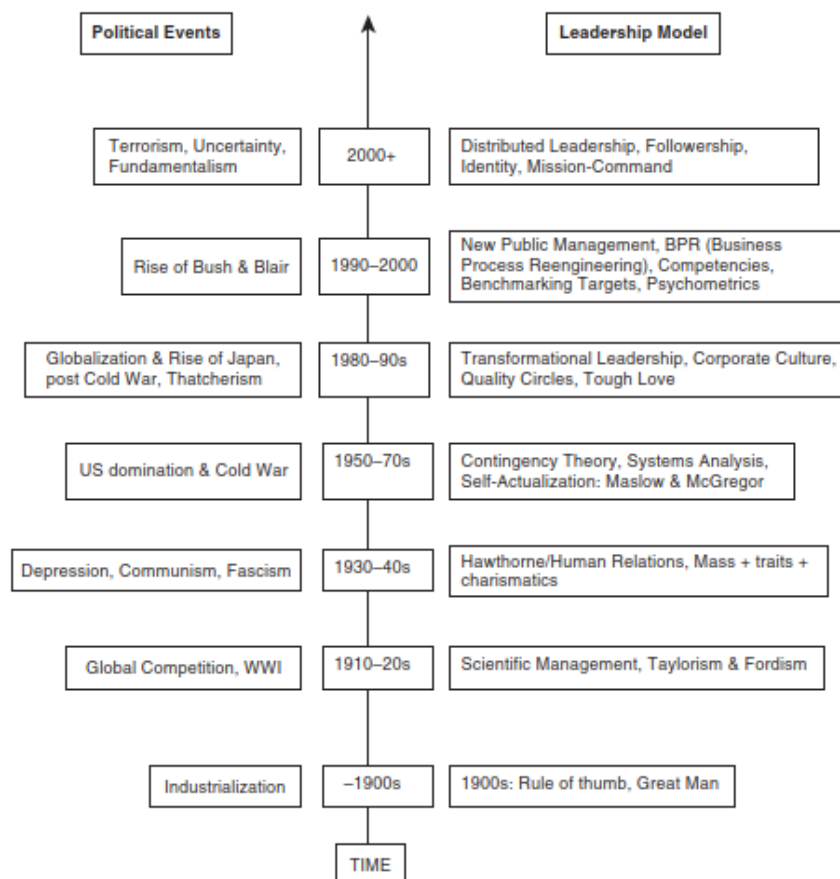 Political Events
Leadership Model
Terrorism, Uncertainty,
Fundamentalism
2000+
Distributed Leadership, Followership,
Identity, Mission-Command
Rise of Bush & Blair
1990–2000
New Public Management, BPR (Business
Process Reengineering), Competencies,
Benchmarking Targets, Psychometrics
Globalization & Rise of Japan,
post Cold War, Thatcherism
1980–90s
Transformational Leadership, Corporate Culture,
Quality Circles, Tough Love
US domination & Cold War
1950–70s
Contingency Theory, Systems Analysis,
Self-Actualization: Maslow & McGregor
Depression, Communism, Fascism
1930–40s
Hawthorne/Human Relations, Mass + traits +
charismatics
Global Competition, WWI
1910–20s
Scientific Management, Taylorism & Fordism
Industrialization
–1900s
1900s: Rule of thumb, Great Man
TIME